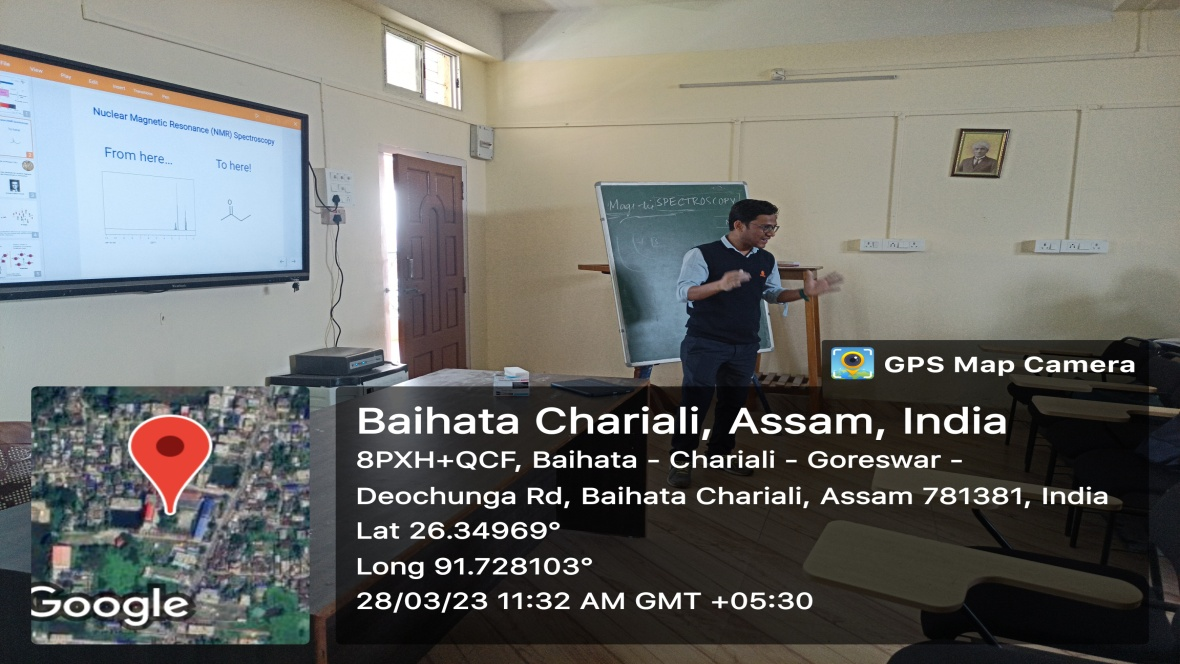 Nuclear Magnetic Resonance (NMR) Spectroscopy
From here...
To here!
SPECTROSCOPY
GPS Map Camera
Baihata Chariali, Assam, India
8PXH+QCF, Baihata - Chariali - Goreswar -
Deochunga Rd, Baihata Chariali, Assam 781381, India
Lat 26.34969°
Long 91.728103°
28/03/23 11:32 AM GMT +05:30
Google